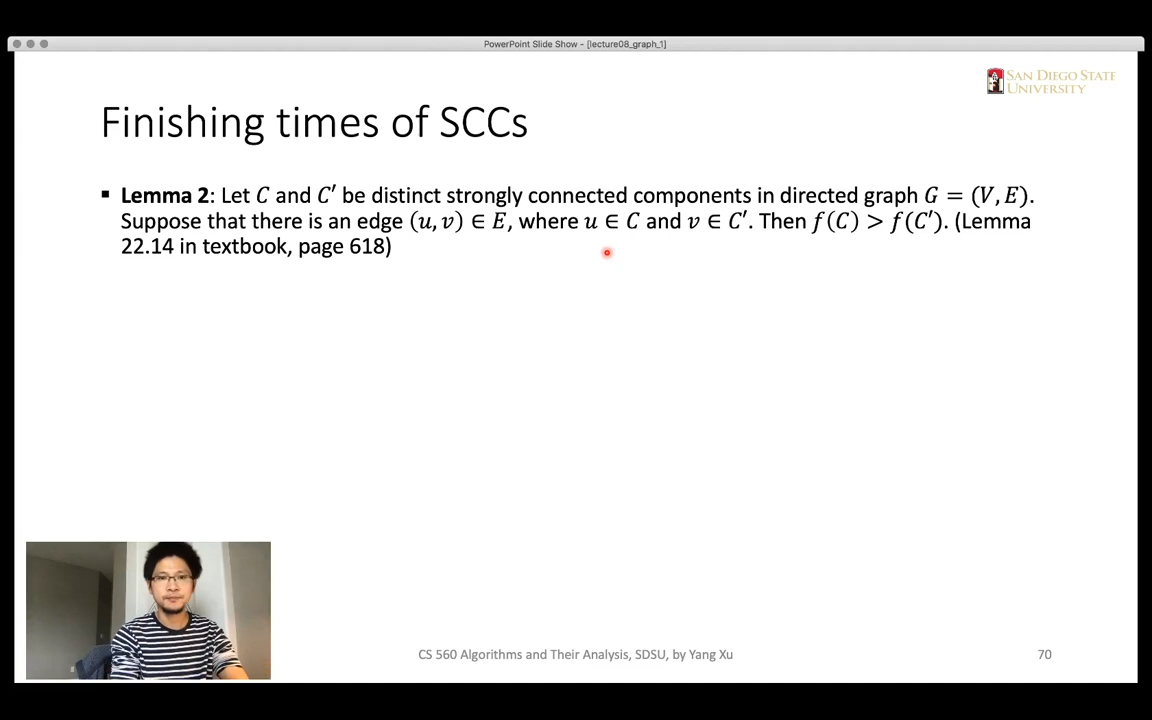 PowerPoint Slide Show - [lecture08_graph_1]
SAN DIEGO STATE
UNIVERSITY
Finishing times of SCCs
▪ Lemma 2: Let C and C′ be distinct strongly connected components in directed graph G = (V, E).
Suppose that there is an edge (u, v) ∈ E, where u ∈ C and v ∈ C′. Then f(C) > f(C′). (Lemma
22.14 in textbook, page 618)
CS 560 Algorithms and Their Analysis, SDSU, by Yang Xu
70